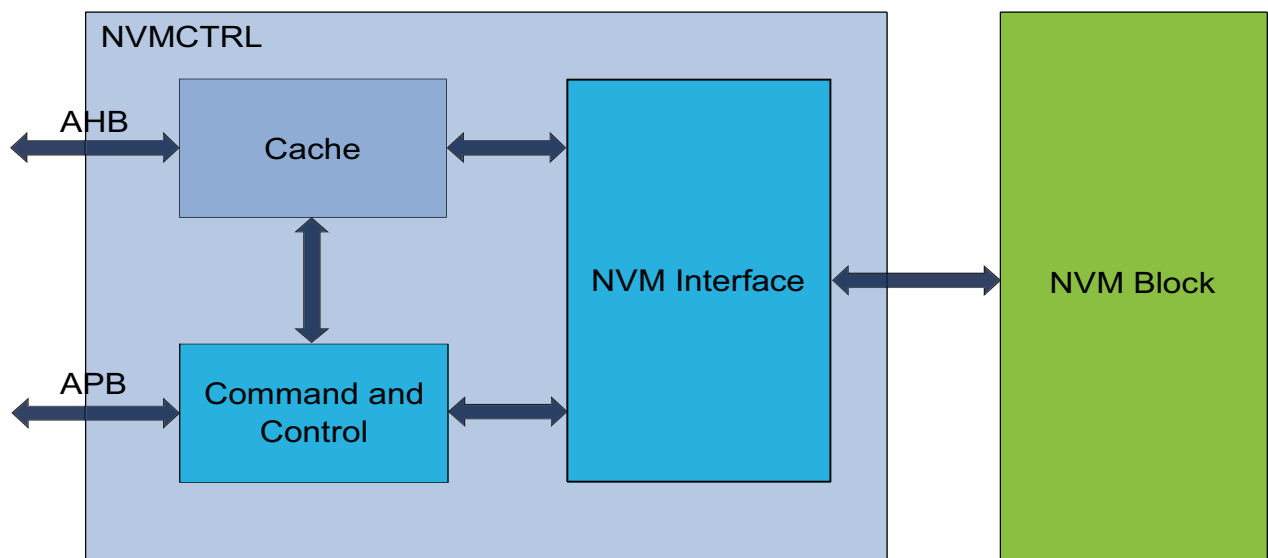 NVMCTRL
AHB
Cache
NVM Interface
NVM Block
APB
Command and
Control